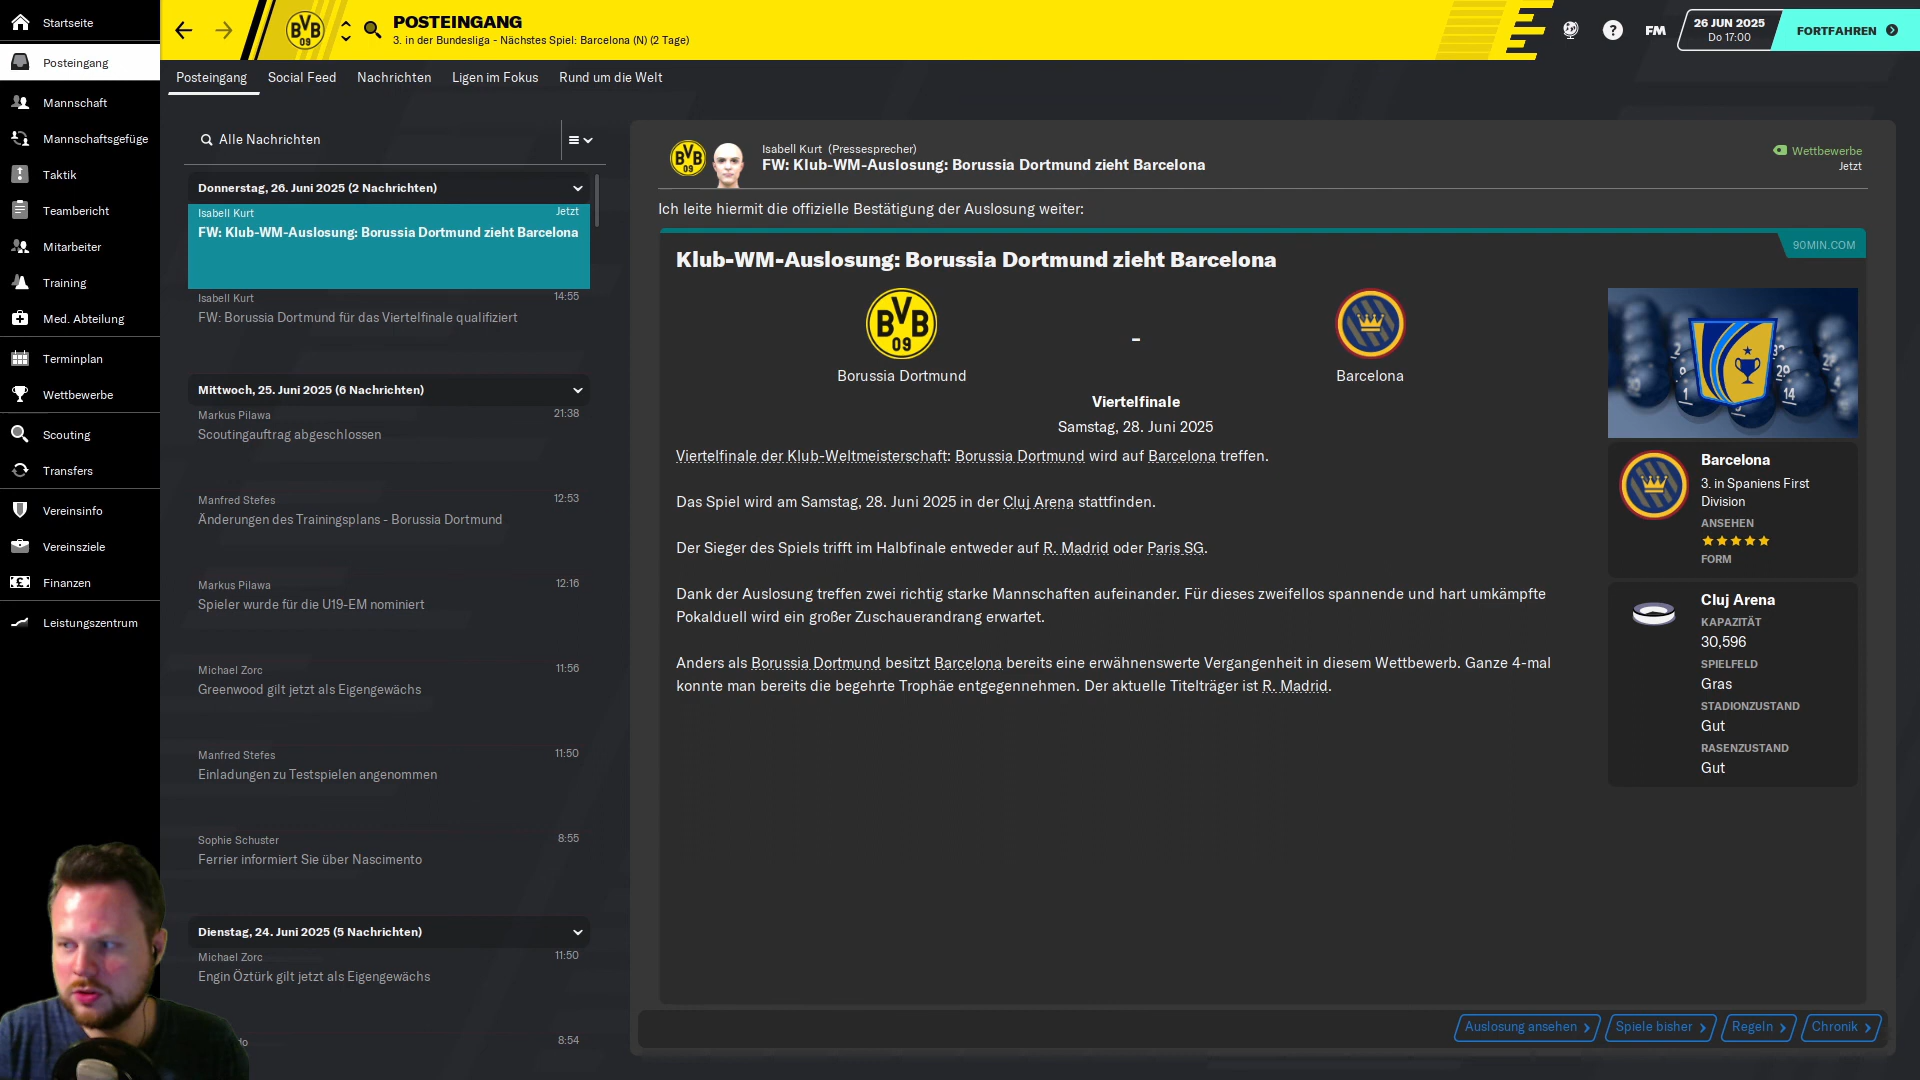 Startseite
Posteingang
Mannschaft
Mannschaftsgefüge
Taktik
Teambericht
Mitarbeiter
Training
Med. Abteilung
Terminplan
Wettbewerbe
Scouting
Transfers
Vereinsinfo
Vereinsziele
Finanzen
Leistungszentrum
BVB 09
POSTEINGANG
3. in der Bundesliga - Nächstes Spiel: Barcelona (N) (2 Tage)
FM
26 JUN 2025
Do 17:00
FORTFAHREN
Posteingang Social Feed Nachrichten Ligen im Fokus Rund um die Welt
Alle Nachrichten
Donnerstag, 26. Juni 2025 (2 Nachrichten)
Isabell Kurt Jetzt
FW: Klub-WM-Auslosung: Borussia Dortmund zieht Barcelona
Isabell Kurt 14:55
FW: Borussia Dortmund für das Viertelfinale qualifiziert
Mittwoch, 25. Juni 2025 (6 Nachrichten)
Markus Pilawa 21:38
Scoutingauftrag abgeschlossen
Manfred Stefes 12:53
Änderungen des Trainingsplans - Borussia Dortmund
Markus Pilawa 12:16
Spieler wurde für die U19-EM nominiert
Michael Zorc 11:56
Greenwood gilt jetzt als Eigengewächs
Manfred Stefes 11:50
Einladungen zu Testspielen angenommen
Sophie Schuster 8:55
Ferrier informiert Sie über Nascimento
Dienstag, 24. Juni 2025 (5 Nachrichten)
Michael Zorc 11:50
Engin Öztürk gilt jetzt als Eigengewächs
8:54
BVB 09
Isabell Kurt (Pressesprecher)
FW: Klub-WM-Auslosung: Borussia Dortmund zieht Barcelona
Wettbewerbe
Jetzt
Ich leite hiermit die offizielle Bestätigung der Auslosung weiter:
90MIN.COM
Klub-WM-Auslosung: Borussia Dortmund zieht Barcelona
BVB 09
-
Borussia Dortmund Barcelona
Viertelfinale
Samstag, 28. Juni 2025
Viertelfinale der Klub-Weltmeisterschaft: Borussia Dortmund wird auf Barcelona treffen.
Das Spiel wird am Samstag, 28. Juni 2025 in der Cluj Arena stattfinden.
Der Sieger des Spiels trifft im Halbfinale entweder auf R. Madrid oder Paris SG.
Dank der Auslosung treffen zwei richtig starke Mannschaften aufeinander. Für dieses zweifellos spannende und hart umkämpfte
Pokalduell wird ein großer Zuschauerandrang erwartet.
Anders als Borussia Dortmund besitzt Barcelona bereits eine erwähnenswerte Vergangenheit in diesem Wettbewerb. Ganze 4-mal
konnte man bereits die begehrte Trophäe entgegennehmen. Der aktuelle Titelträger ist R. Madrid.
Barcelona
3. in Spaniens First
Division
ANSEHEN
FORM
Cluj Arena
KAPAZITÄT
30,596
SPIELFELD
Gras
STADIONZUSTAND
Gut
RASENZUSTAND
Gut
Auslosung ansehen Spiele bisher Regeln Chronik